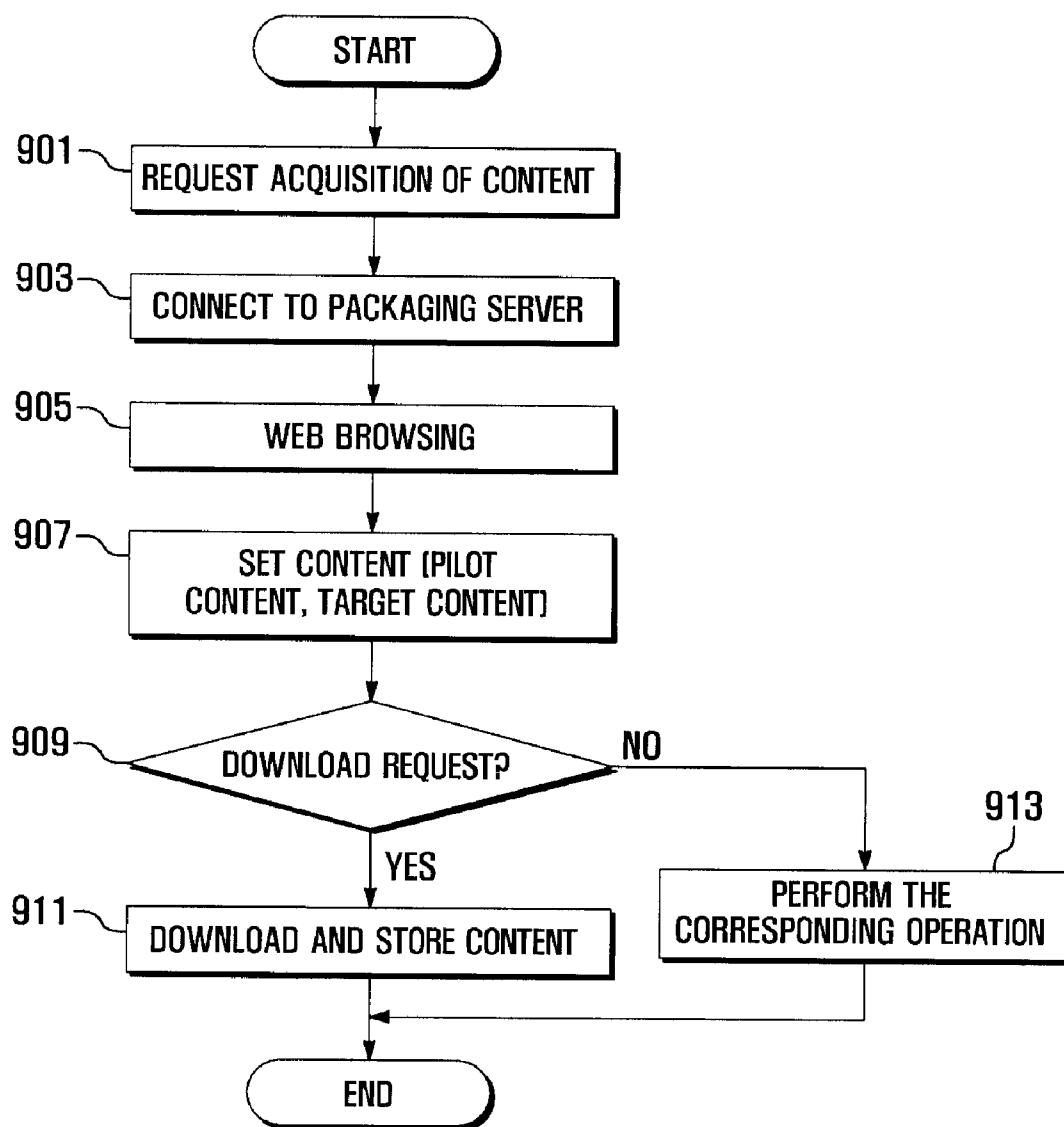 START
901
REQUEST ACQUISITION OF CONTENT
903
CONNECT TO PACKAGING SERVER
905
WEB BROWSING
907
SET CONTENT (PILOT
CONTENT, TARGET CONTENT)
909
DOWNLOAD REQUEST?
NO
YES
913
PERFORM THE
CORRESPONDING OPERATION
911
DOWNLOAD AND STORE CONTENT
END